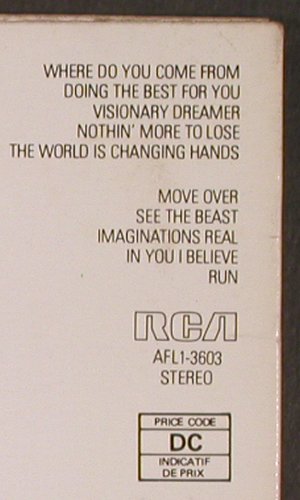 WHERE DO YOU COME FROM
DOING THE BEST FOR YOU
VISIONARY DREAMER
NOTHIN' MORE TO LOSE
THE WORLD IS CHANGING HANDS
MOVE OVER
SEE THE BEAST
IMAGINATIONS REAL
IN YOU I BELIEVE
RUN
RCA
AFL1-3603
STEREO
PRICE CODE
DC
INDICATIF
DE PRIX